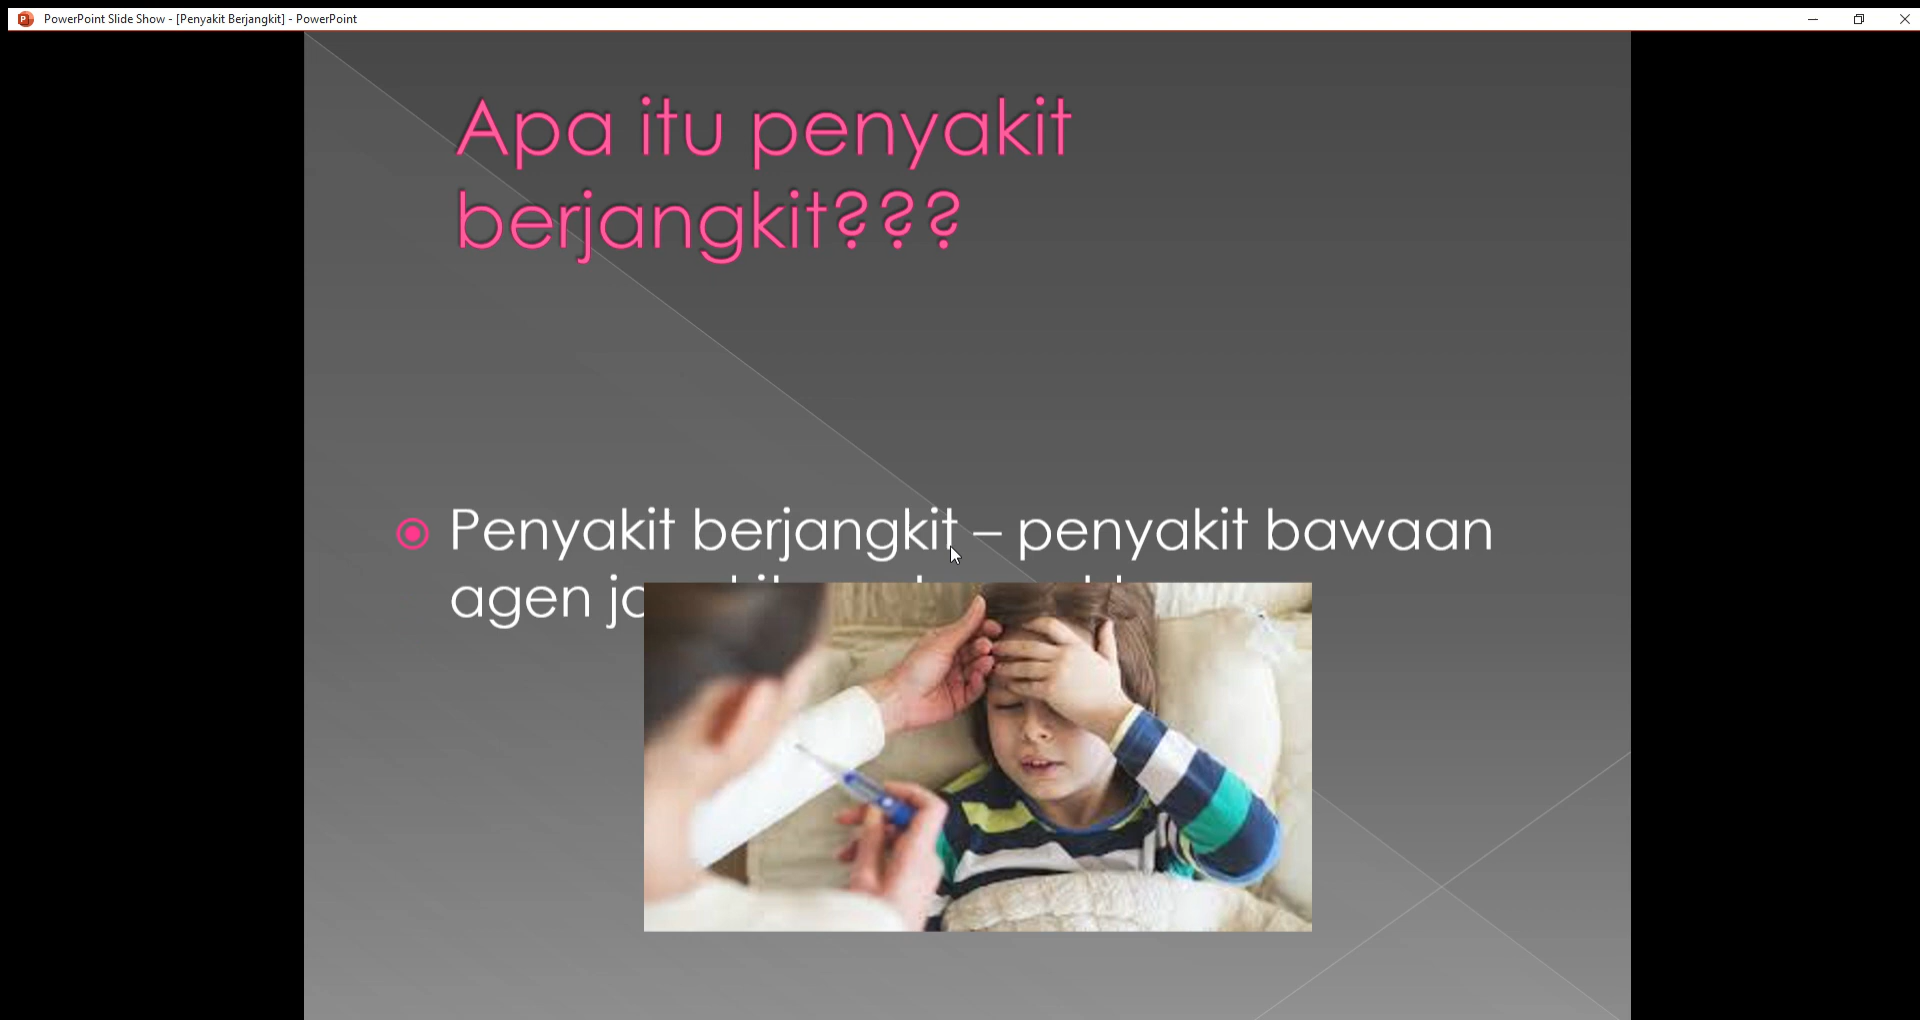 PowerPoint Slide Show - [Penyakit Berjangkit] - PowerPoint
Apa itu penyakit
berjangkit???
Penyakit berjangkit – penyakit bawaan
agen